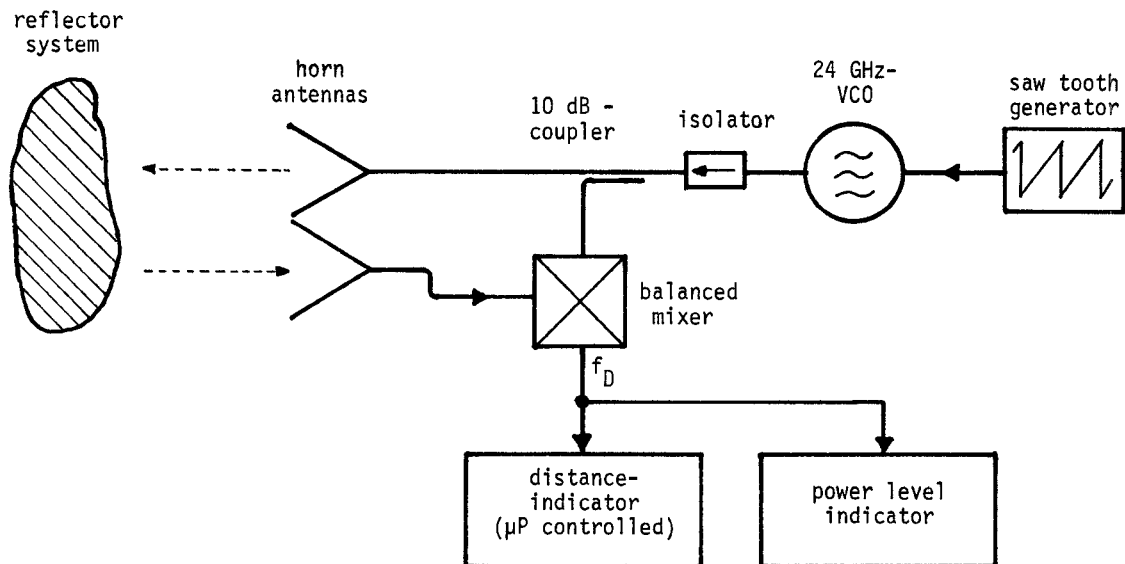 reflector
system
horn
antennas
10 dB -
coupler
isolator
24 GHz-
VCO
saw tooth
generator
balanced
mixer
f_D
distance-
indicator
(µP controlled)
power level
indicator